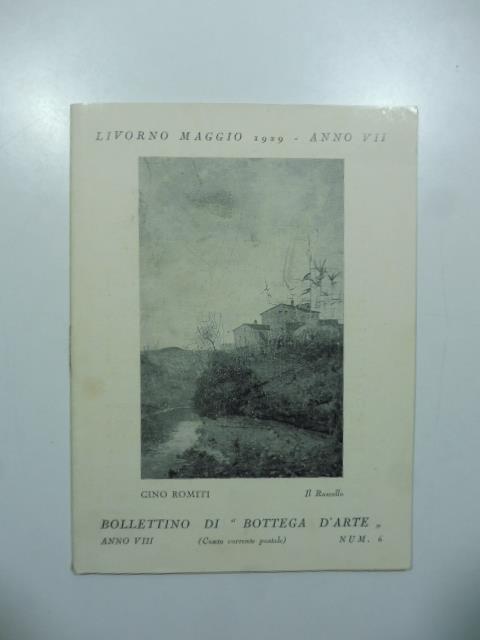 LIVORNO MAGGIO 1929 - ANNO VII
GINO ROMITI Il Ruscello
BOLLETTINO DI " BOTTEGA D'ARTE „
ANNO VIII (Conto corrente postale) NUM. 6